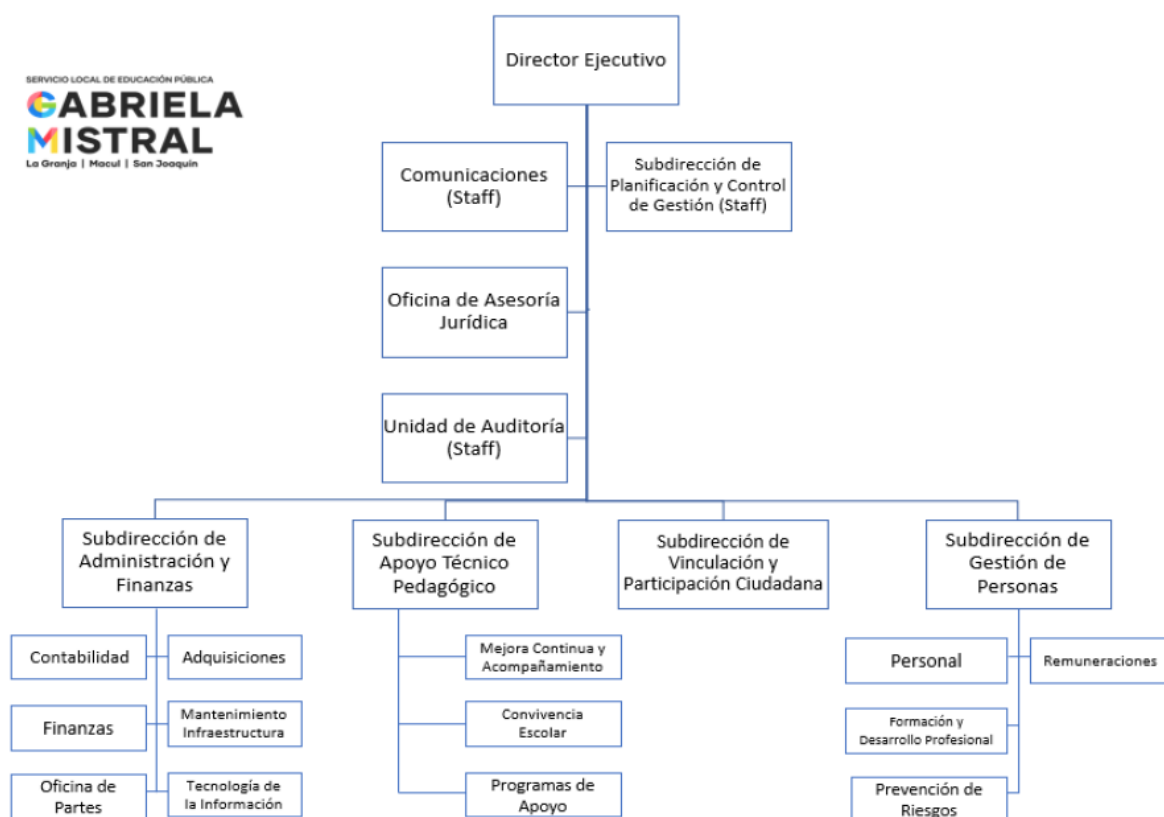 Director Ejecutivo
SERVICIO LOCAL DE EDUCACIÓN PÚBLICA
GABRIELA
MISTRAL
La Granja | Macul | San Joaquín
Comunicaciones
(Staff)
Subdirección de
Planificación y Control
de Gestión (Staff)
Oficina de Asesoría
Jurídica
Unidad de Auditoría
(Staff)
Subdirección de
Administración y
Finanzas
Subdirección de
Apoyo Técnico
Pedagógico
Subdirección de
Vinculación y
Participación Ciudadana
Subdirección de
Gestión de
Personas
Contabilidad
Adquisiciones
Mejora Continua y
Acompañamiento
Personal
Remuneraciones
Finanzas
Mantenimiento
Infraestructura
Convivencia
Escolar
Formación y
Desarrollo Profesional
Oficina de
Partes
Tecnología de
la Información
Programas de
Apoyo
Prevención de
Riesgos